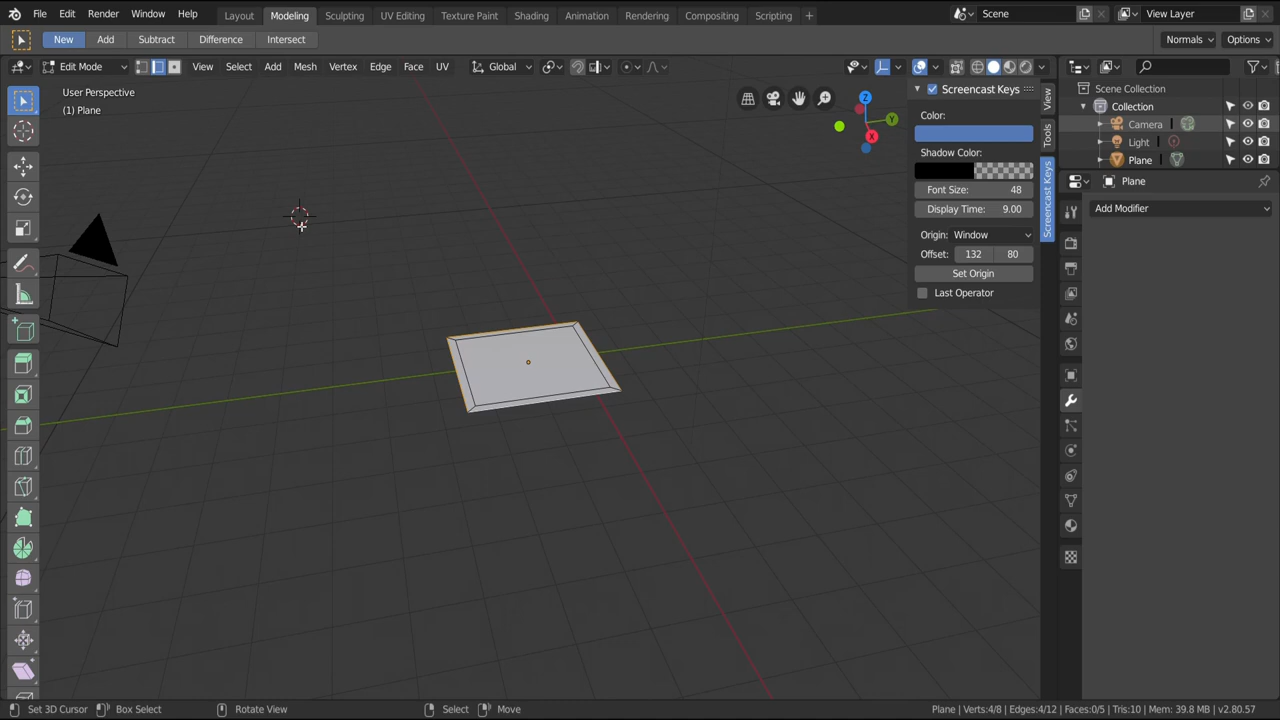 File Edit Render Window Help Layout Modeling Sculpting UV Editing Texture Paint Shading Animation Rendering Compositing Scripting + Scene View Layer
New Add Subtract Difference Intersect Normals Options
Edit Mode View Select Add Mesh Vertex Edge Face UV Global
User Perspective
(1) Plane
Z
Y
X
Screencast Keys
Color:
Shadow Color:
Font Size: 48
Display Time: 9.00
Origin: Window
Offset: 132 80
Set Origin
Last Operator
View
Tools
Screencast Keys
Scene Collection
Collection
Camera
Light
Plane
Plane
Add Modifier
Set 3D Cursor Box Select Rotate View Select Move Plane | Verts:4/8 | Edges:4/12 | Faces:0/5 | Tris:10 | Mem: 39.8 MB | v2.80.57